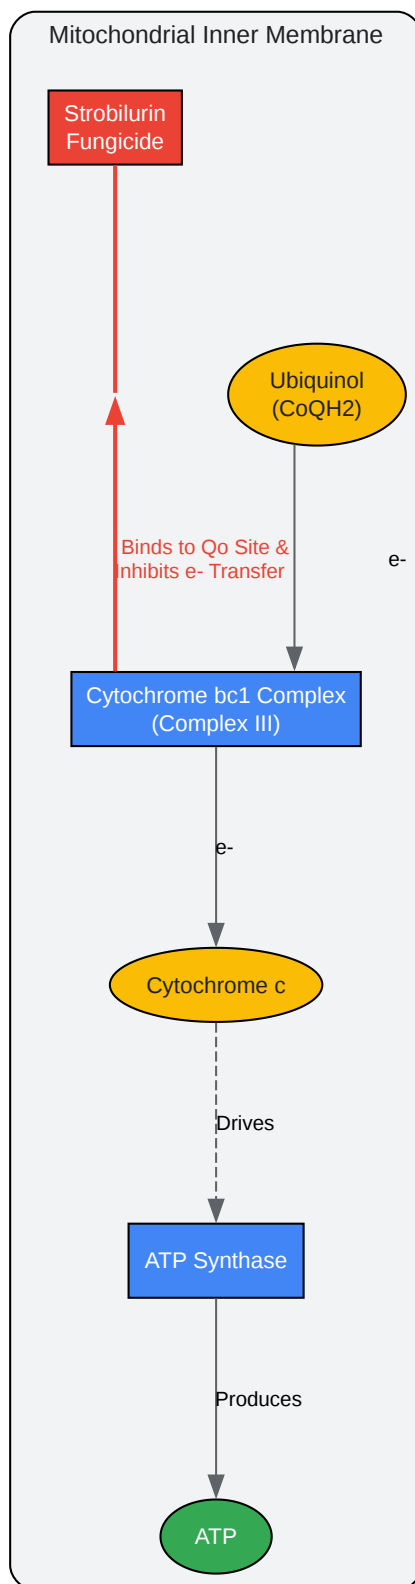 Mitochondrial Inner Membrane
Strobilurin
Fungicide
Ubiquinol
(CoQH2)
Binds to Qo Site &
Inhibits e- Transfer
e-
Cytochrome bc1 Complex
(Complex III)
e-
Cytochrome c
Drives
ATP Synthase
Produces
ATP